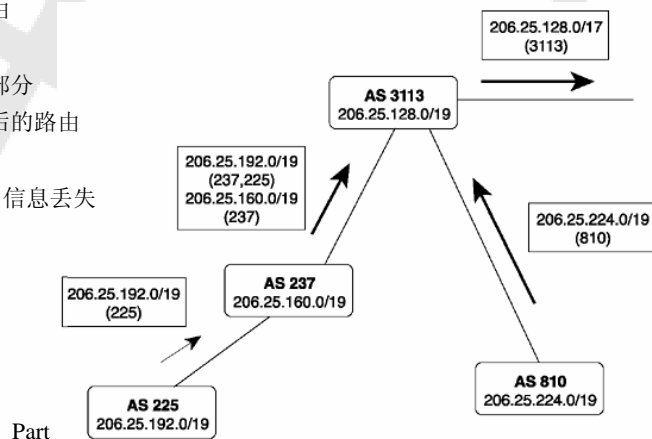 由
部分
后的路由
信息丢失
206.25.128.0/17
(3113)
AS 3113
206.25.128.0/19
206.25.192.0/19
(237,225)
206.25.160.0/19
(237)
206.25.224.0/19
(810)
AS 237
206.25.160.0/19
206.25.192.0/19
(225)
AS 810
206.25.224.0/19
AS 225
206.25.192.0/19
Part